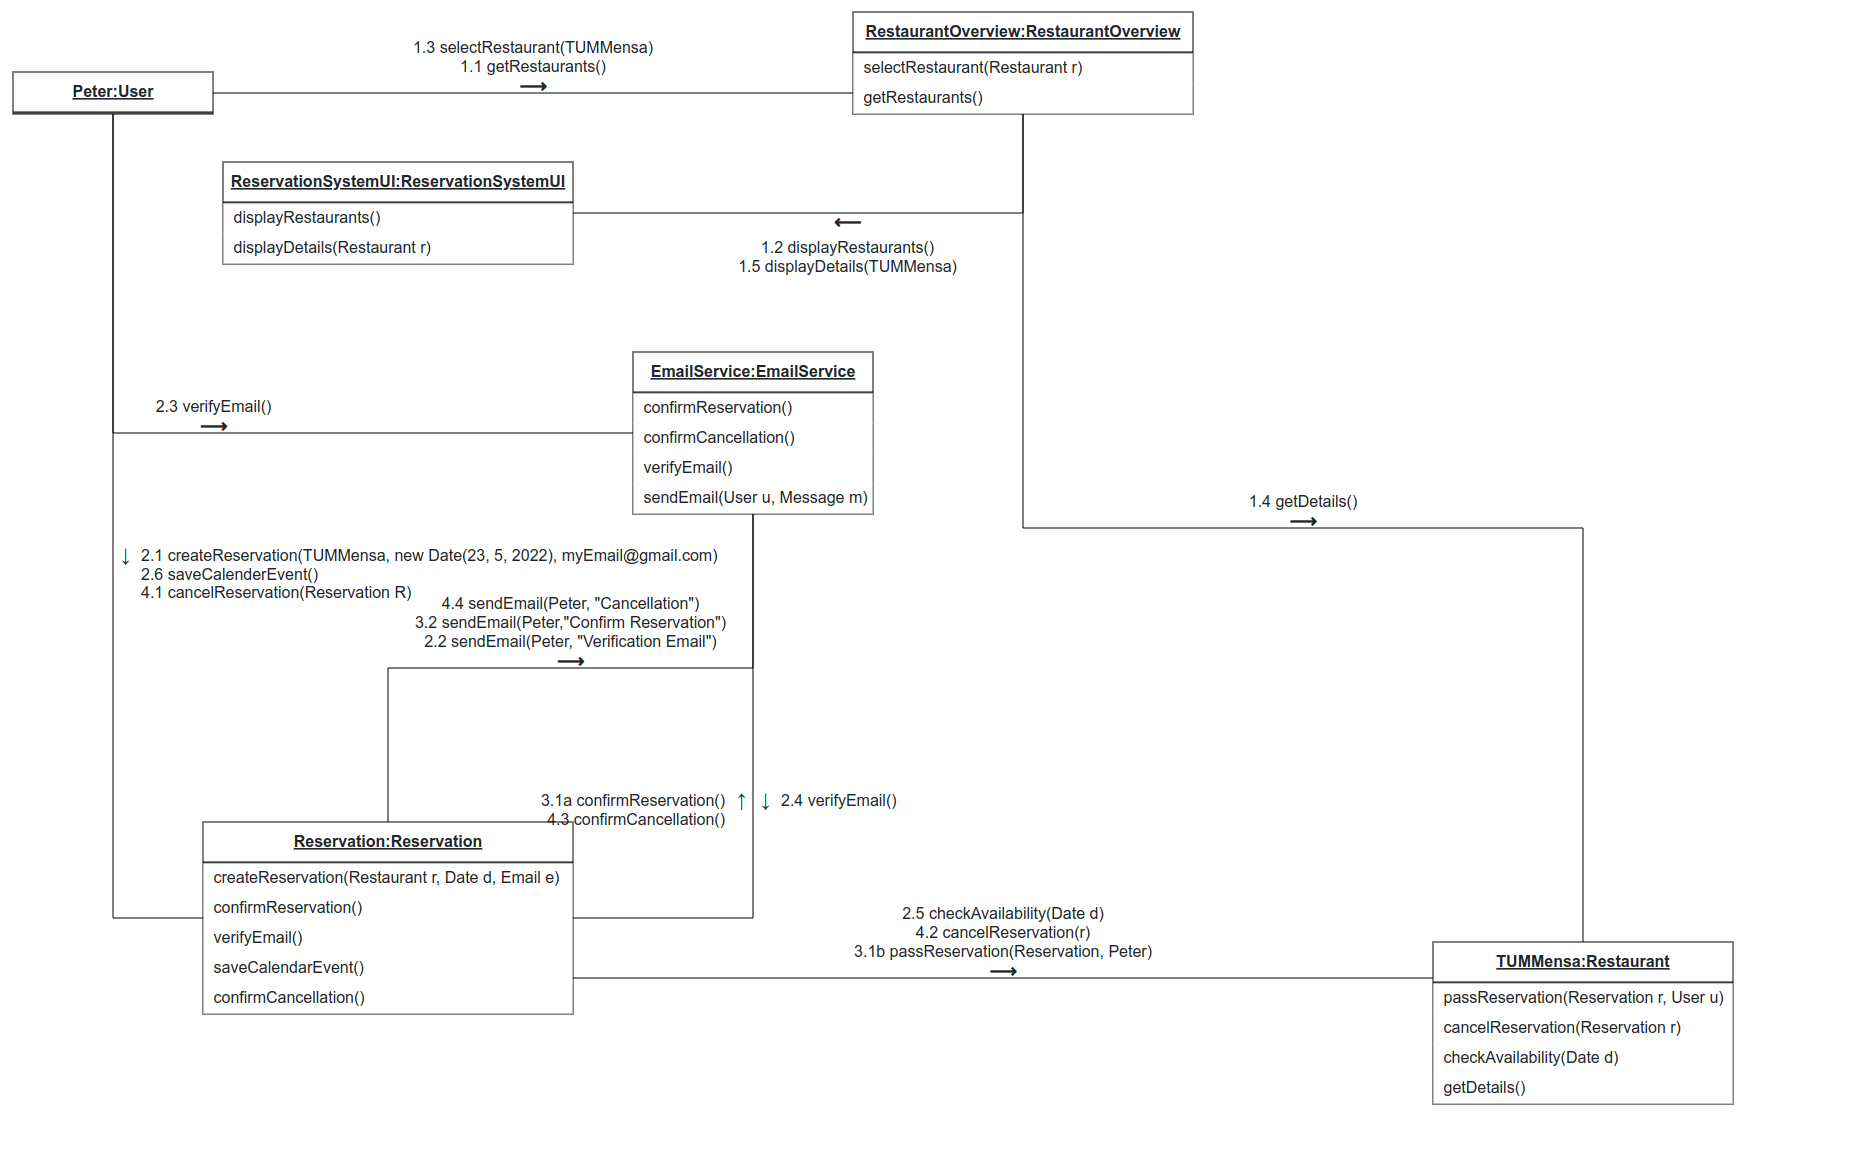 RestaurantOverview:RestaurantOverview
selectRestaurant(Restaurant r)
getRestaurants()
1.3 selectRestaurant(TUMMensa)
1.1 getRestaurants()
Peter:User
ReservationSystemUI:ReservationSystemUI
displayRestaurants()
displayDetails(Restaurant r)
1.2 displayRestaurants()
1.5 displayDetails(TUMMensa)
EmailService:EmailService
confirmReservation()
confirmCancellation()
verifyEmail()
sendEmail(User u, Message m)
2.3 verifyEmail()
1.4 getDetails()
2.1 createReservation(TUMMensa, new Date(23, 5, 2022), myEmail@gmail.com)
2.6 saveCalenderEvent()
4.1 cancelReservation(Reservation R)
4.4 sendEmail(Peter, "Cancellation")
3.2 sendEmail(Peter,"Confirm Reservation")
2.2 sendEmail(Peter, "Verification Email")
3.1a confirmReservation()
4.3 confirmCancellation()
2.4 verifyEmail()
Reservation:Reservation
createReservation(Restaurant r, Date d, Email e)
confirmReservation()
verifyEmail()
saveCalendarEvent()
confirmCancellation()
2.5 checkAvailability(Date d)
4.2 cancelReservation(r)
3.1b passReservation(Reservation, Peter)
TUMMensa:Restaurant
passReservation(Reservation r, User u)
cancelReservation(Reservation r)
checkAvailability(Date d)
getDetails()